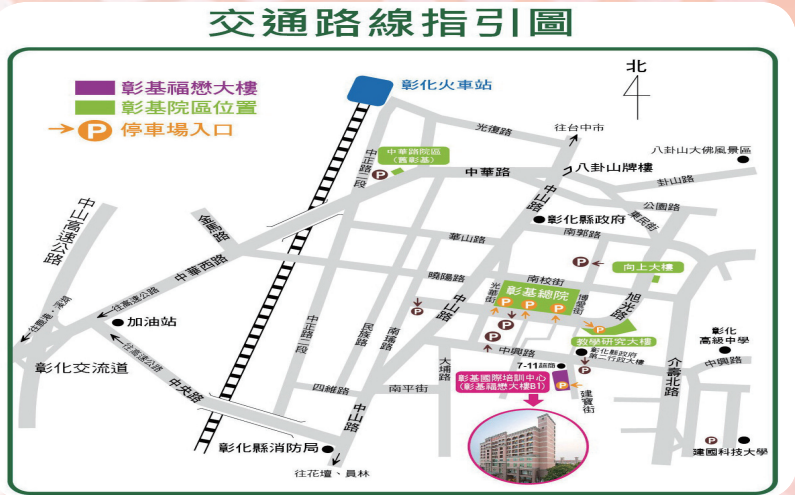 交通路線指引圖
北
彰基福懋大樓
彰基院區位置
P 停車場入口
彰化火車站
光復路
往台中市
八卦山大佛風景區
中華路院區
(舊彰基)
中正路二段
P
中華路
八卦山牌樓
卦山路
中山路
公園路
中山高速公路
金馬路
彰化縣政府
東民街
華山路
南郭路
中華西路
曉陽路
P
向上大樓
南校街
光華街
彰基總院
博愛街
旭光路
往高速公路
中山路
P
P
P
P
P
P
加油站
中正路二段
民族路
南瑤路
P
教學研究大樓
彰化
高級中學
彰化縣政府
第二行政大樓
中興路
中興路
彰化交流道
往高速公路
大埔路
7-11超商
P
介壽北路
中央路
四維路
南平街
彰基國際培訓中心
(彰基福懋大樓B1)
P
建寶街
中山路
彰化縣消防局
P
建國科技大學
往花壇、員林